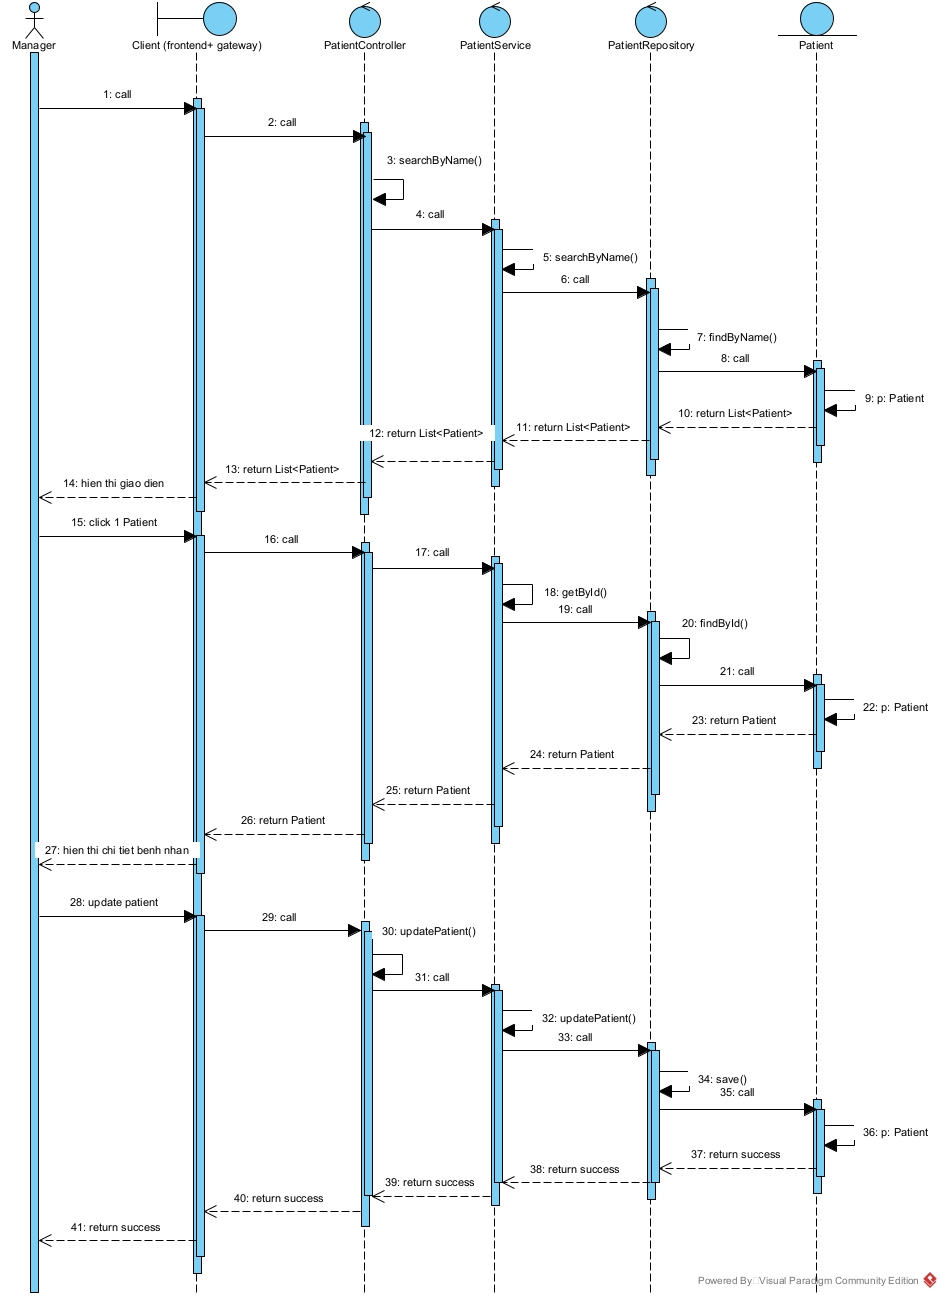 Manager
Client (frontend+ gateway)
PatientController
PatientService
PatientRepository
Patient
1: call
2: call
3: searchByName()
4: call
5: searchByName()
6: call
7: findByName()
8: call
9: p: Patient
10: return List<Patient>
11: return List<Patient>
12: return List<Patient>
13: return List<Patient>
14: hien thi giao dien
15: click 1 Patient
16: call
17: call
18: getById()
19: call
20: findById()
21: call
22: p: Patient
23: return Patient
24: return Patient
25: return Patient
26: return Patient
27: hien thi chi tiet benh nhan
28: update patient
29: call
30: updatePatient()
31: call
32: updatePatient()
33: call
34: save()
35: call
36: p: Patient
37: return success
38: return success
39: return success
40: return success
41: return success
Powered By Visual Paradigm Community Edition